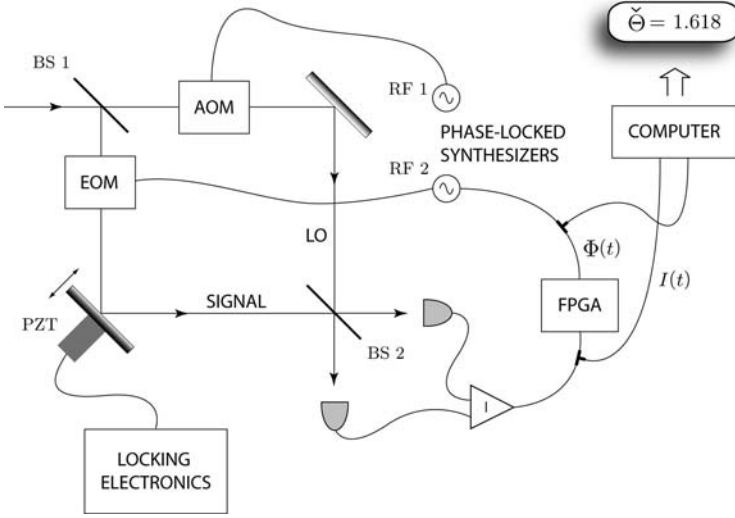 Θ̌ = 1.618
BS 1
RF 1
AOM
PHASE-LOCKED
SYNTHESIZERS
COMPUTER
EOM
RF 2
LO
Φ(t)
I(t)
SIGNAL
FPGA
PZT
BS 2
I
LOCKING
ELECTRONICS